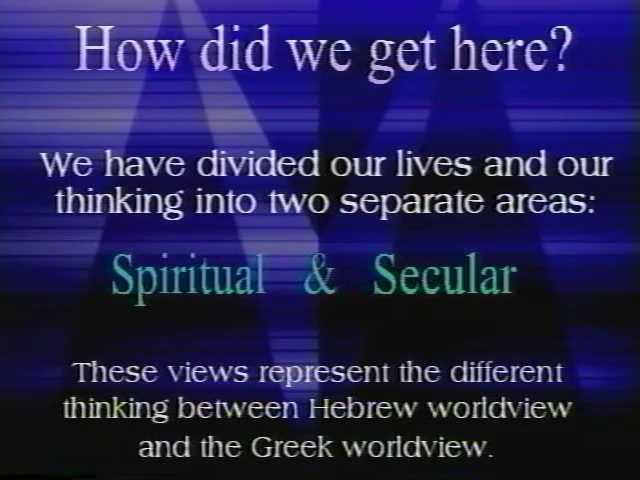 How did we get here?
We have divided our lives and our
thinking into two separate areas:
Spiritual & Secular
These views represent the different
thinking between Hebrew worldview
and the Greek worldview.